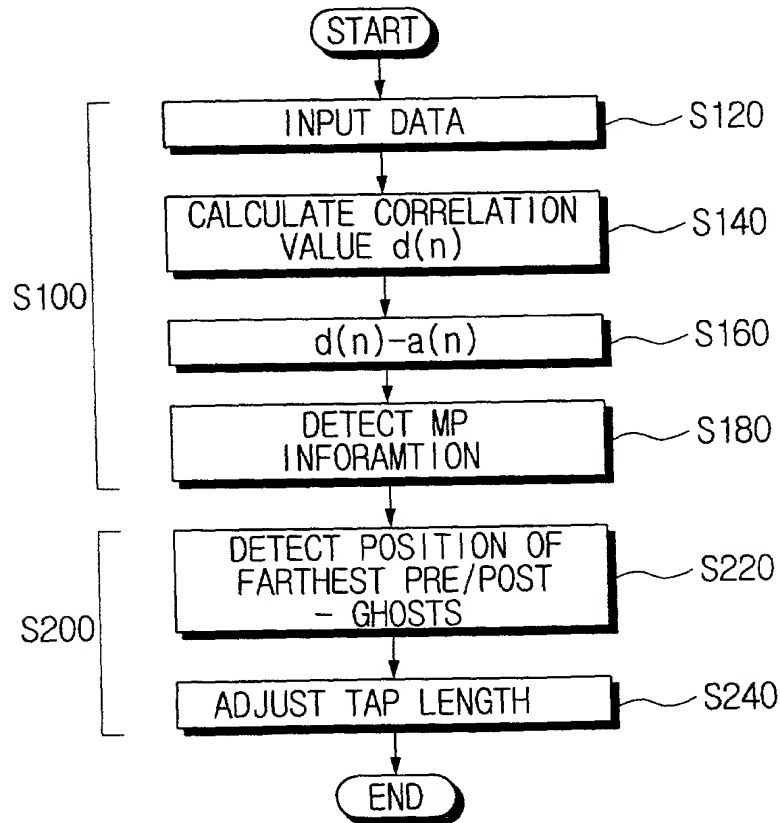 START
INPUT DATA
S120
CALCULATE CORRELATION
VALUE d(n)
S140
S100
d(n)-a(n)
S160
DETECT MP
INFORAMTION
S180
DETECT POSITION OF
FARTHEST PRE/POST
- GHOSTS
S220
S200
ADJUST TAP LENGTH
S240
END